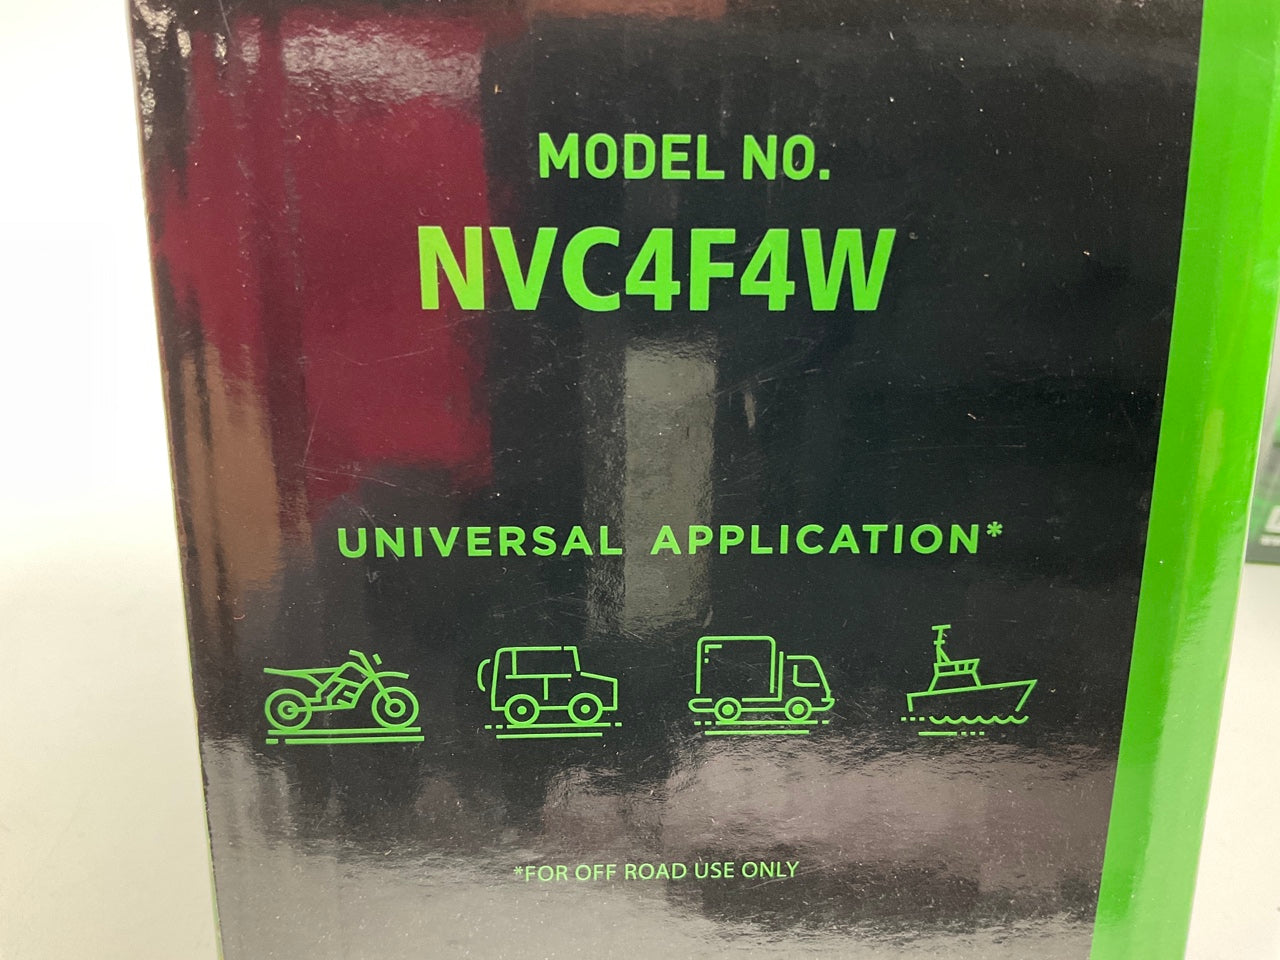 MODEL NO.
NVC4F4W
UNIVERSAL APPLICATION*
*FOR OFF ROAD USE ONLY